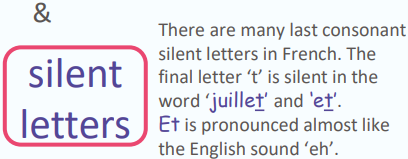 &
silent
letters
There are many last consonant
silent letters in French. The
final letter ‘t’ is silent in the
word ‘juillet’ and ‘et’.
Et is pronounced almost like
the English sound ‘eh’.